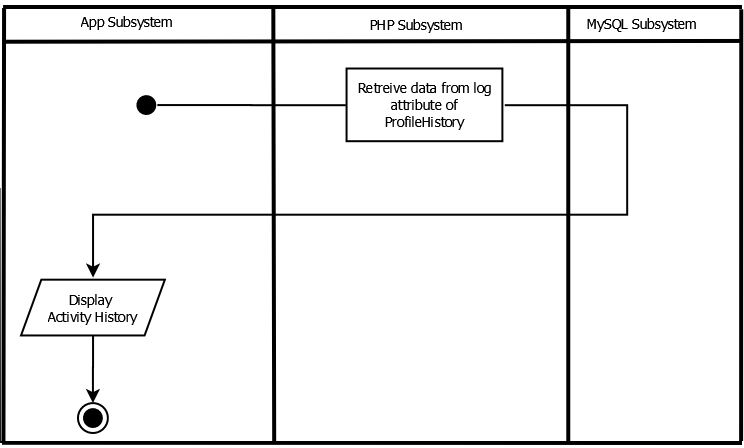 App Subsystem
PHP Subsystem
MySQL Subsystem
Retreive data from log
attribute of
ProfileHistory
Display
Activity History